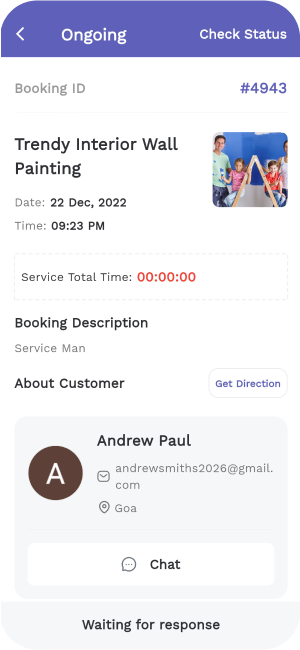 Ongoing Check Status
Booking ID #4943
Trendy Interior Wall
Painting
Date: 22 Dec, 2022
Time: 09:23 PM
Service Total Time: 00:00:00
Booking Description
Service Man
About Customer Get Direction
Andrew Paul
A
andrewsmiths2026@gmail.
com
Goa
Chat
Waiting for response